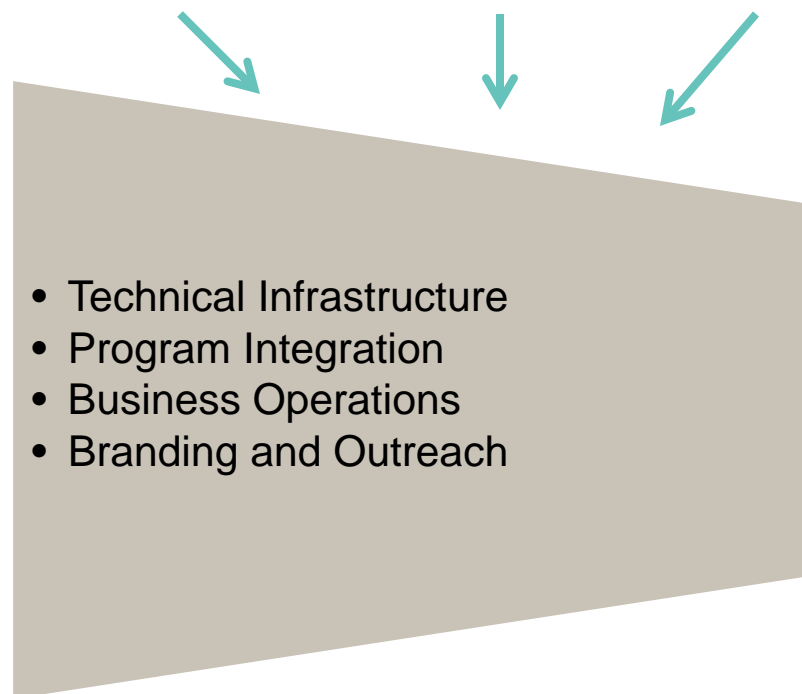 • Technical Infrastructure
• Program Integration
• Business Operations
• Branding and Outreach